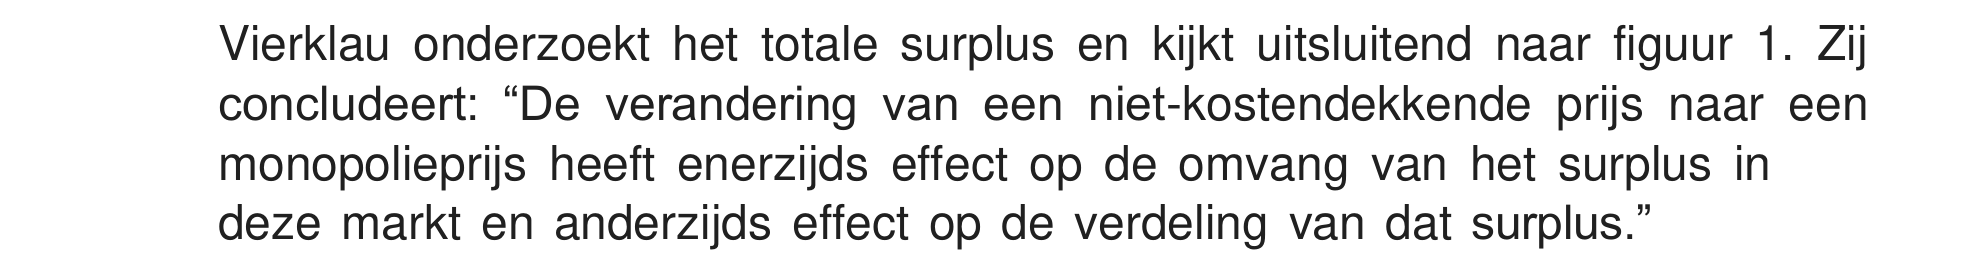 Vierklau onderzoekt het totale surplus en kijkt uitsluitend naar figuur 1. Zij
concludeert: “De verandering van een niet-kostendekkende prijs naar een
monopolieprijs heeft enerzijds effect op de omvang van het surplus in
deze markt en anderzijds effect op de verdeling van dat surplus.”